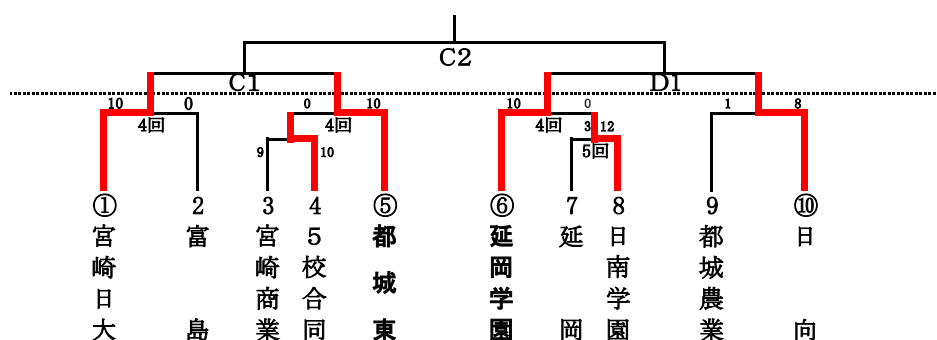 C2
C1
D1
10
0
0
10
10
0
1
8
4回
4回
4回
3
12
9
10
5回
①
2
3
4
⑤
⑥
7
8
9
⑩
宮崎日大
富島
宮崎商業
５校合同
都城東
延岡学園
延岡
日南学園
都城農業
日向